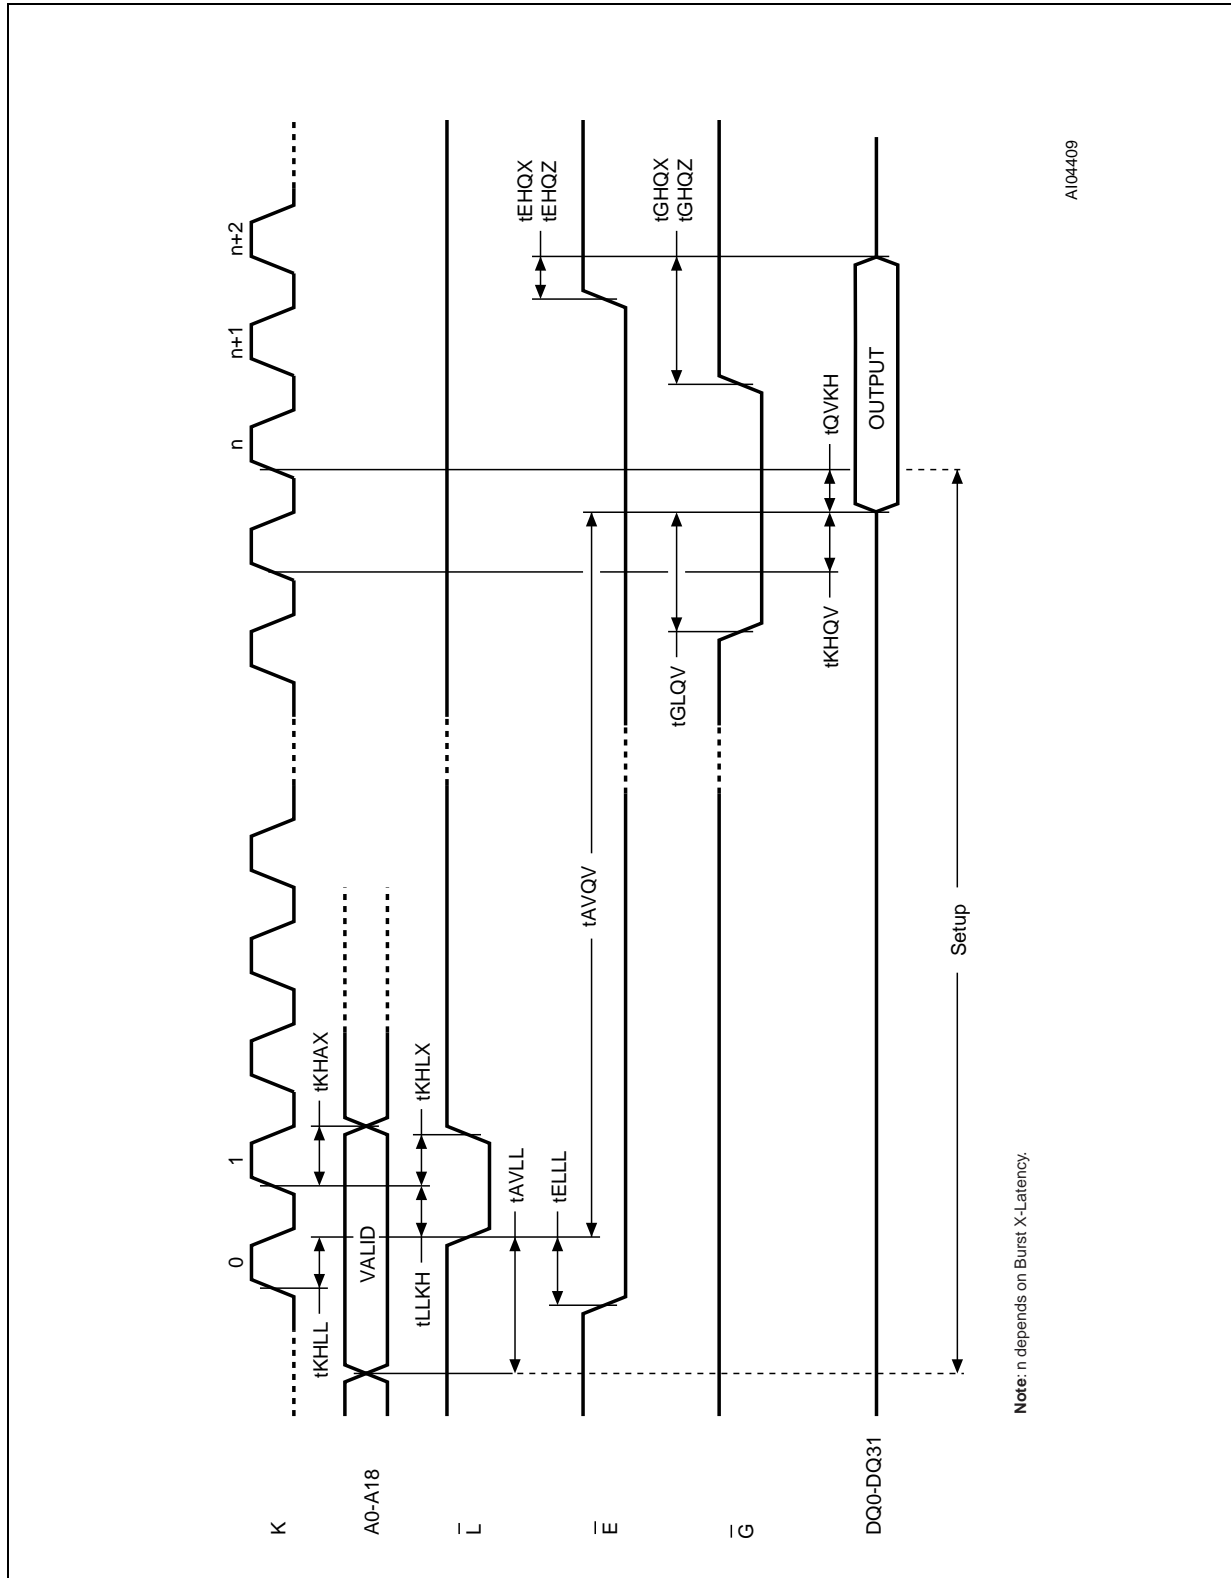 K
0
1
n
n+1
n+2
tKHLL
tKHAX
A0-A18
VALID
L
tLLKH
tKHLX
tAVLL
E
tELLL
tAVQV
tEHQX
tEHQZ
G
tGLQV
tGHQX
tGHQZ
tKHQV
tQVKH
DQ0-DQ31
OUTPUT
Setup
Note: n depends on Burst X-Latency.
AI04409